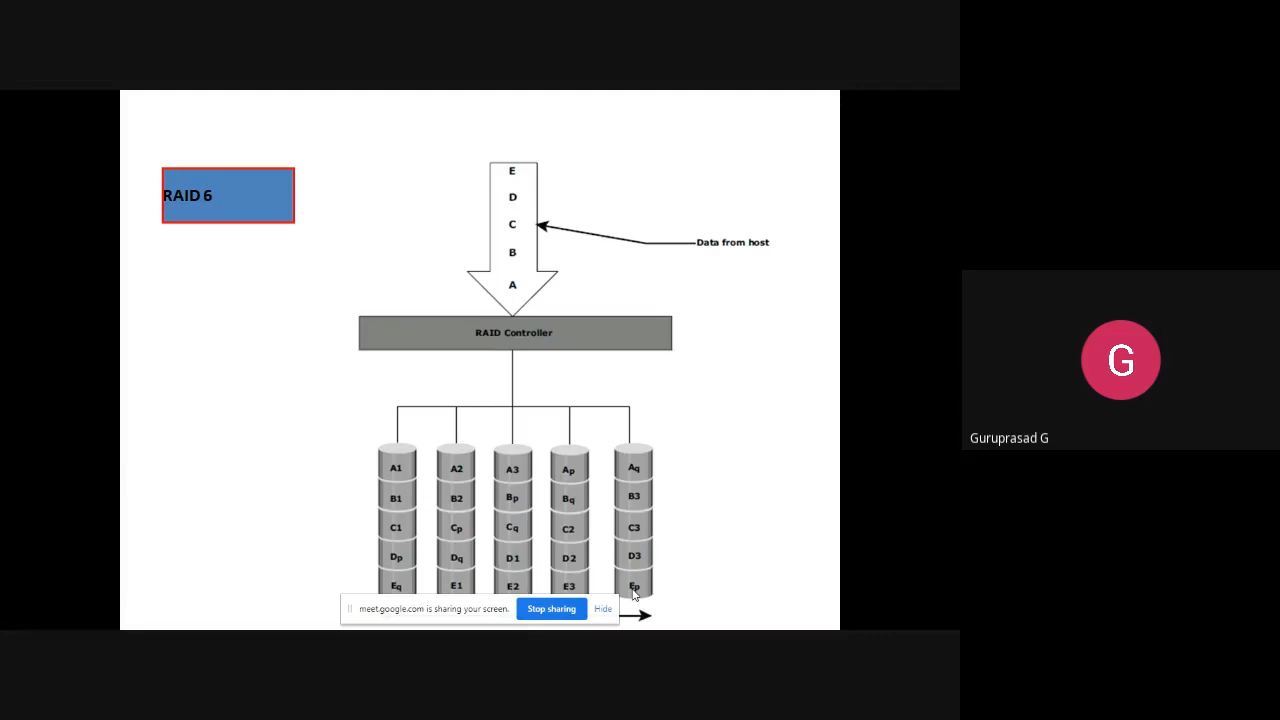 RAID 6
E
D
C
B
A
Data from host
RAID Controller
A1 A2 A3 Ap Aq
B1 B2 Bp Bq B3
C1 Cp Cq C2 C3
Dp Dq D1 D2 D3
Eq E1 E2 E3 Ep
meet.google.com is sharing your screen. Stop sharing Hide
G
Guruprasad G